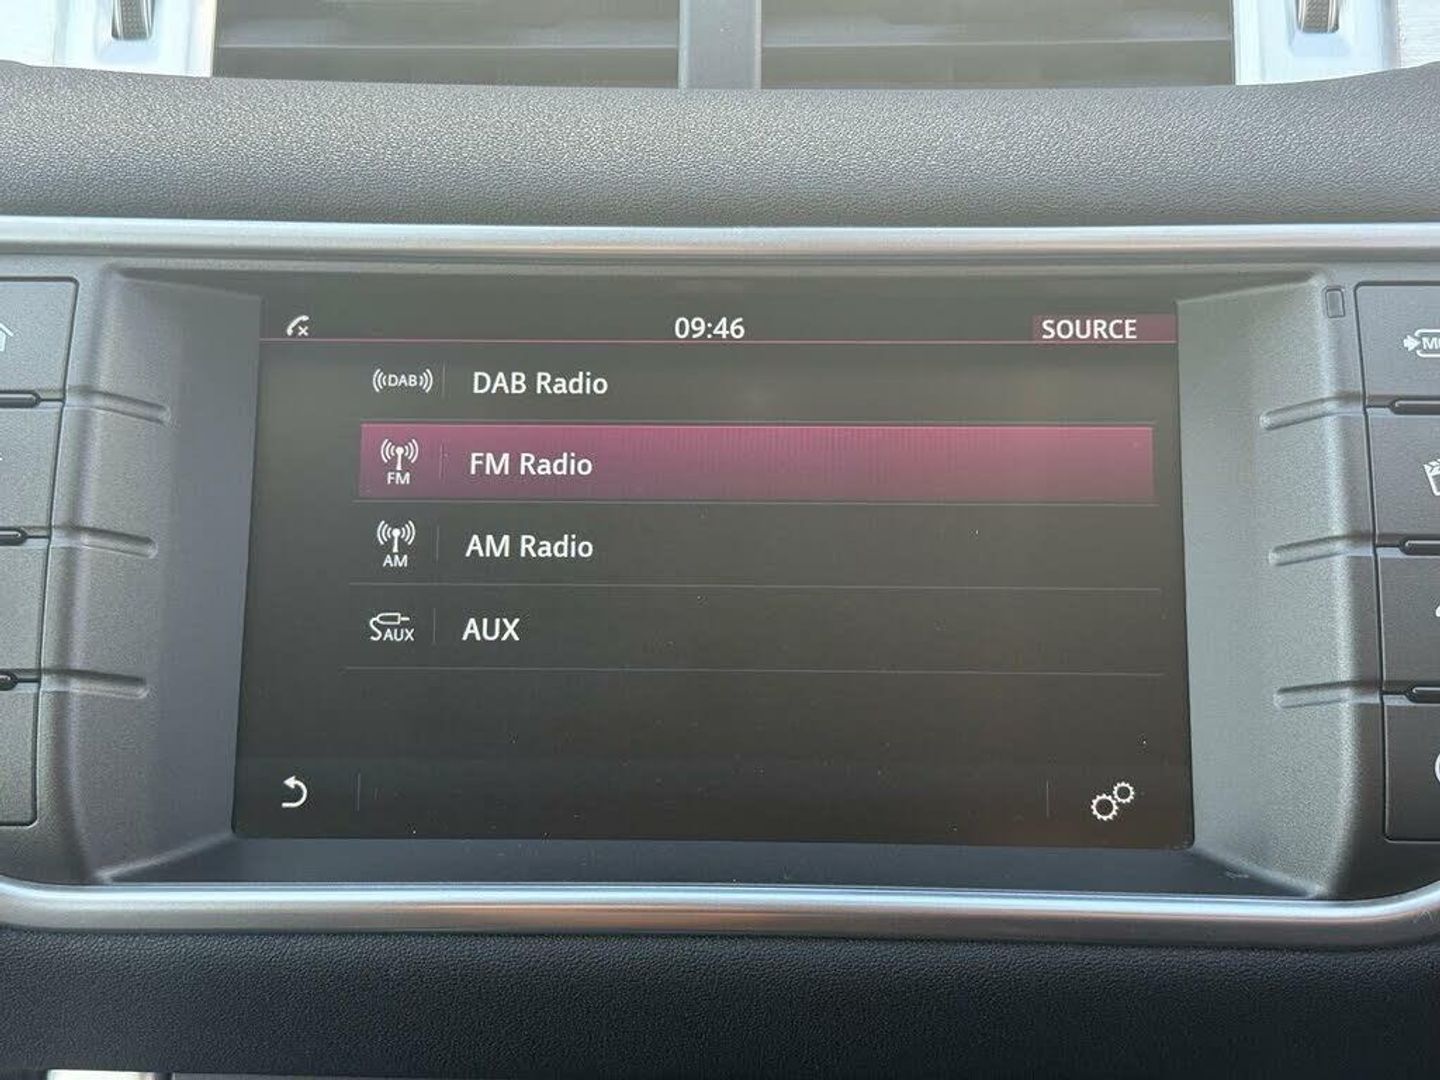 09:46
SOURCE
DAB
DAB Radio
FM
FM Radio
AM
AM Radio
AUX
AUX